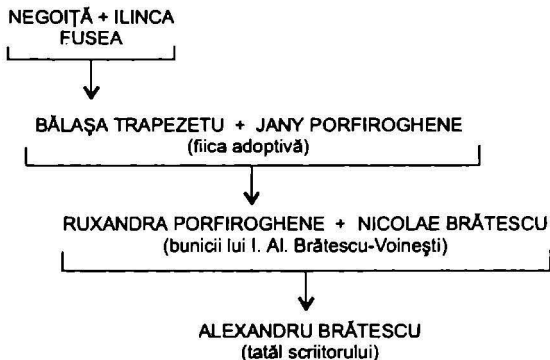 NEGOIȚĂ + ILINCA
FUSEA
BĂLAȘA TRAPEZETU + JANY PORFIROGHENE
(fiica adoptivă)
RUXANDRA PORFIROGHENE + NICOLAE BRĂTESCU
(bunicii lui I. Al. Brătescu-Voinești)
ALEXANDRU BRĂTESCU
(tatăl scriitorului)